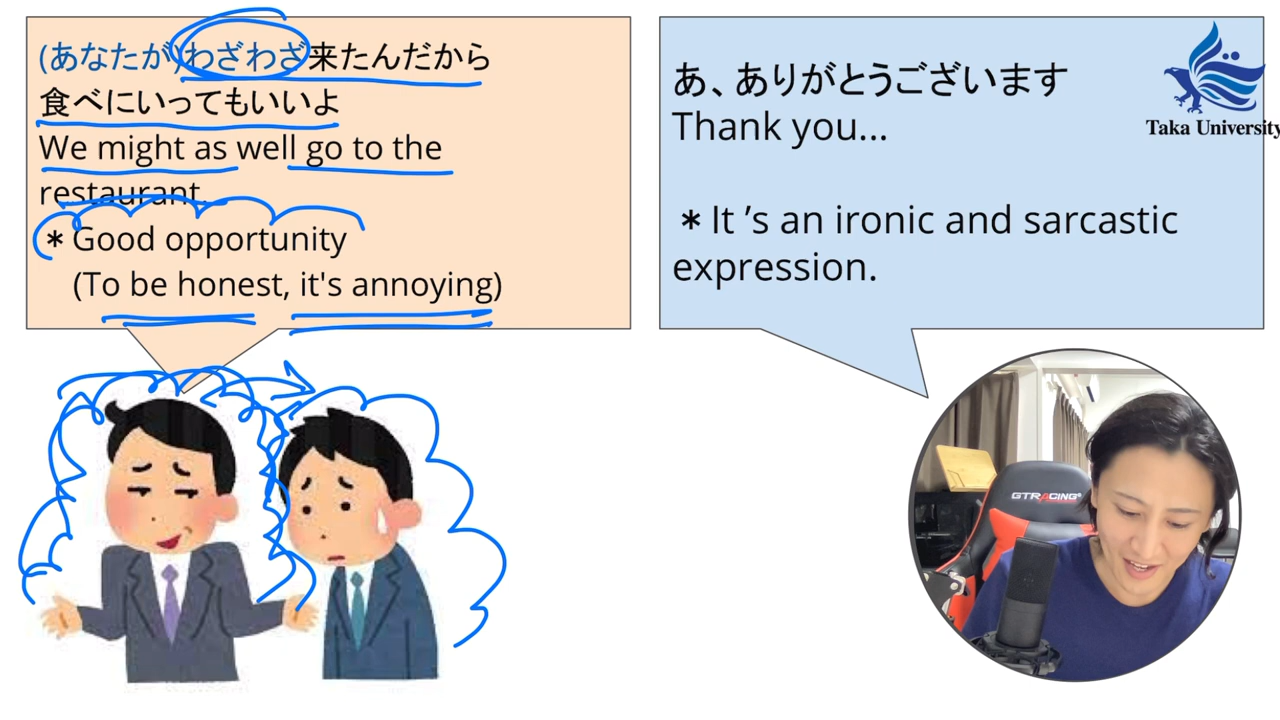 (あなたが)わざわざ来たんだから
食べにいってもいいよ
We might as well go to the
restaurant.
＊Good opportunity
(To be honest, it's annoying)
あ、ありがとうございます
Thank you...
＊It ’s an ironic and sarcastic
expression.
Taka University
GTRACING